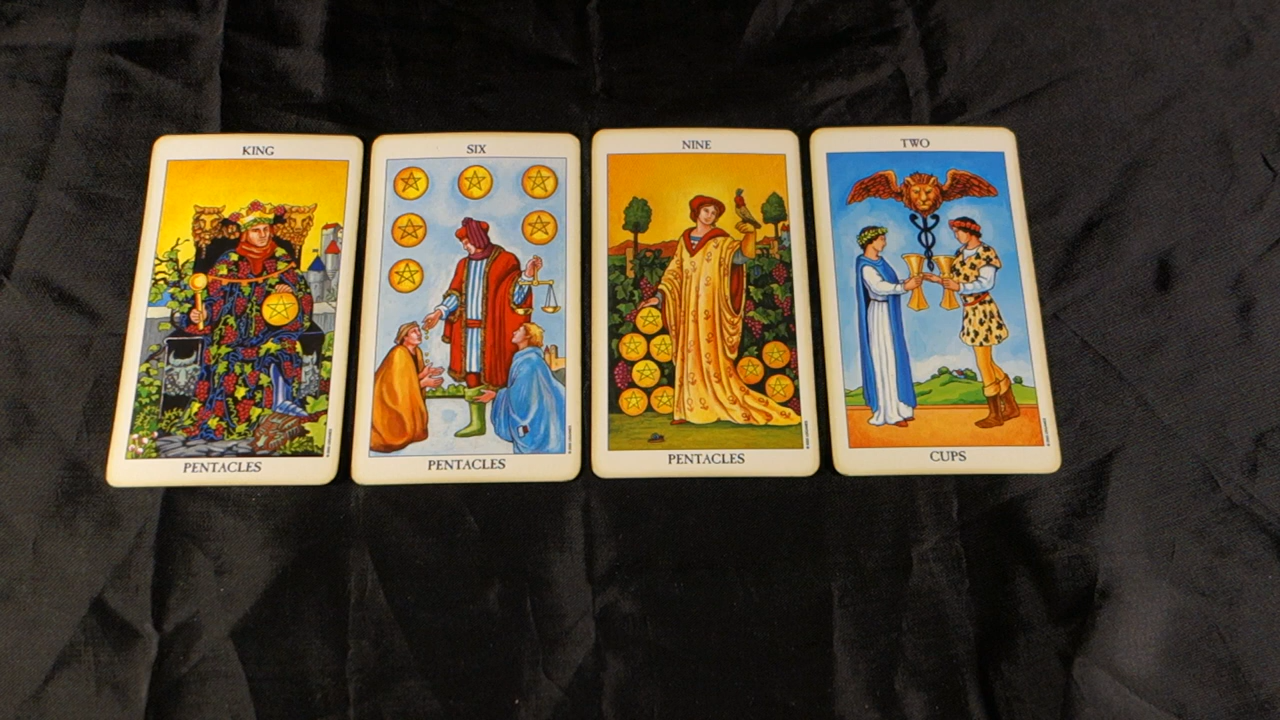 KING
PENTACLES
SIX
PENTACLES
NINE
PENTACLES
TWO
CUPS